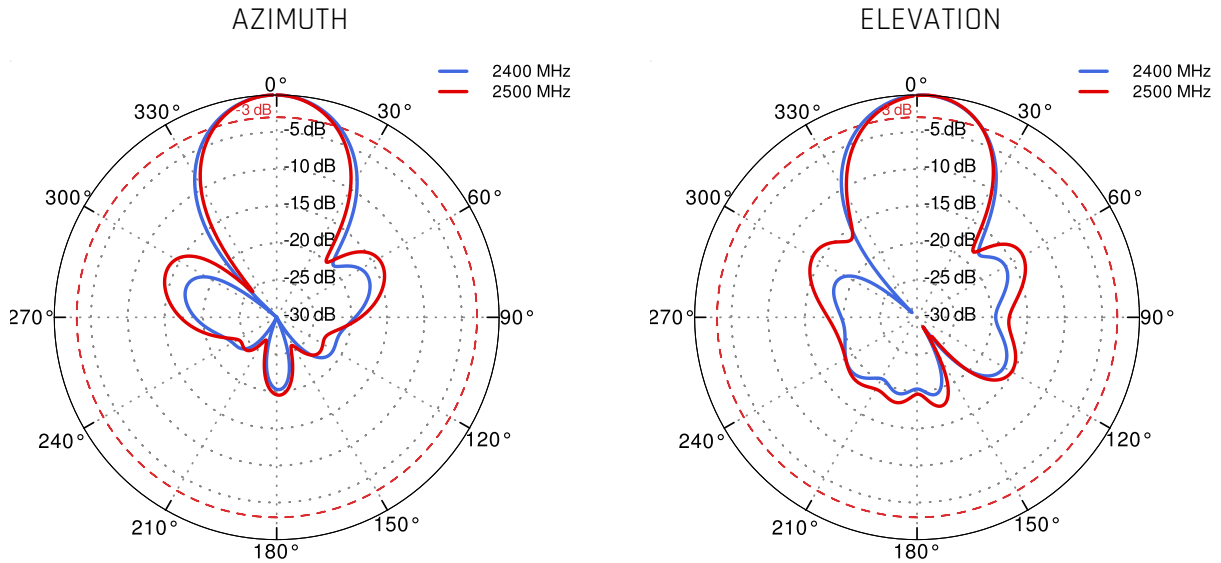 AZIMUTH
2400 MHz
2500 MHz
0°
-3 dB
330°
30°
-5 dB
-10 dB
300°
60°
-15 dB
-20 dB
-25 dB
270°
-30 dB
90°
240°
120°
210°
150°
180°
ELEVATION
2400 MHz
2500 MHz
0°
3 dB
330°
30°
-5 dB
-10 dB
300°
60°
-15 dB
-20 dB
-25 dB
270°
-30 dB
90°
240°
120°
210°
150°
180°